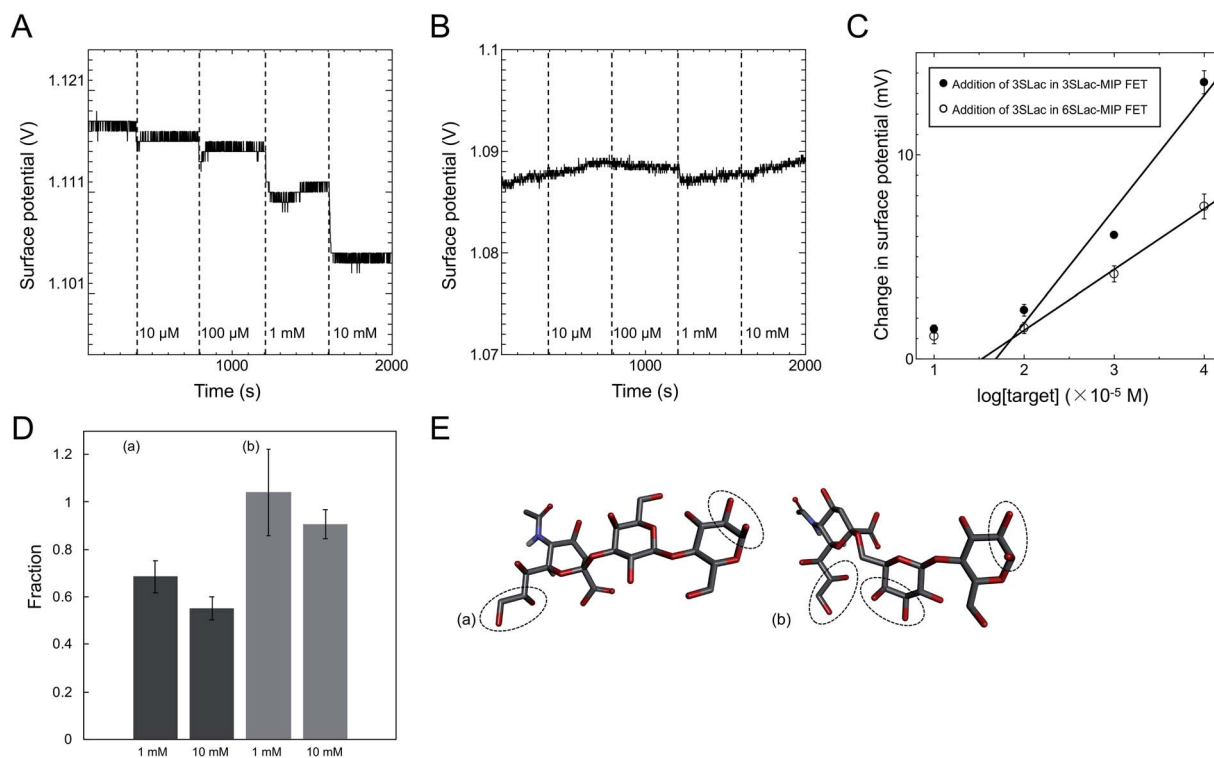 A
Surface potential (V)
1.121
1.111
1.101
10 µM
100 µM
1 mM
10 mM
1000
2000
Time (s)
B
Surface potential (V)
1.1
1.09
1.08
1.07
10 µM
100 µM
1 mM
10 mM
1000
2000
Time (s)
C
Change in surface potential (mV)
Addition of 3SLac in 3SLac-MIP FET
Addition of 3SLac in 6SLac-MIP FET
10
0
1
2
3
4
log[target] (×10-5 M)
D
Fraction
(a)
(b)
1.2
1
0.8
0.6
0.4
0.2
0
1 mM
10 mM
1 mM
10 mM
E
(a)
(b)